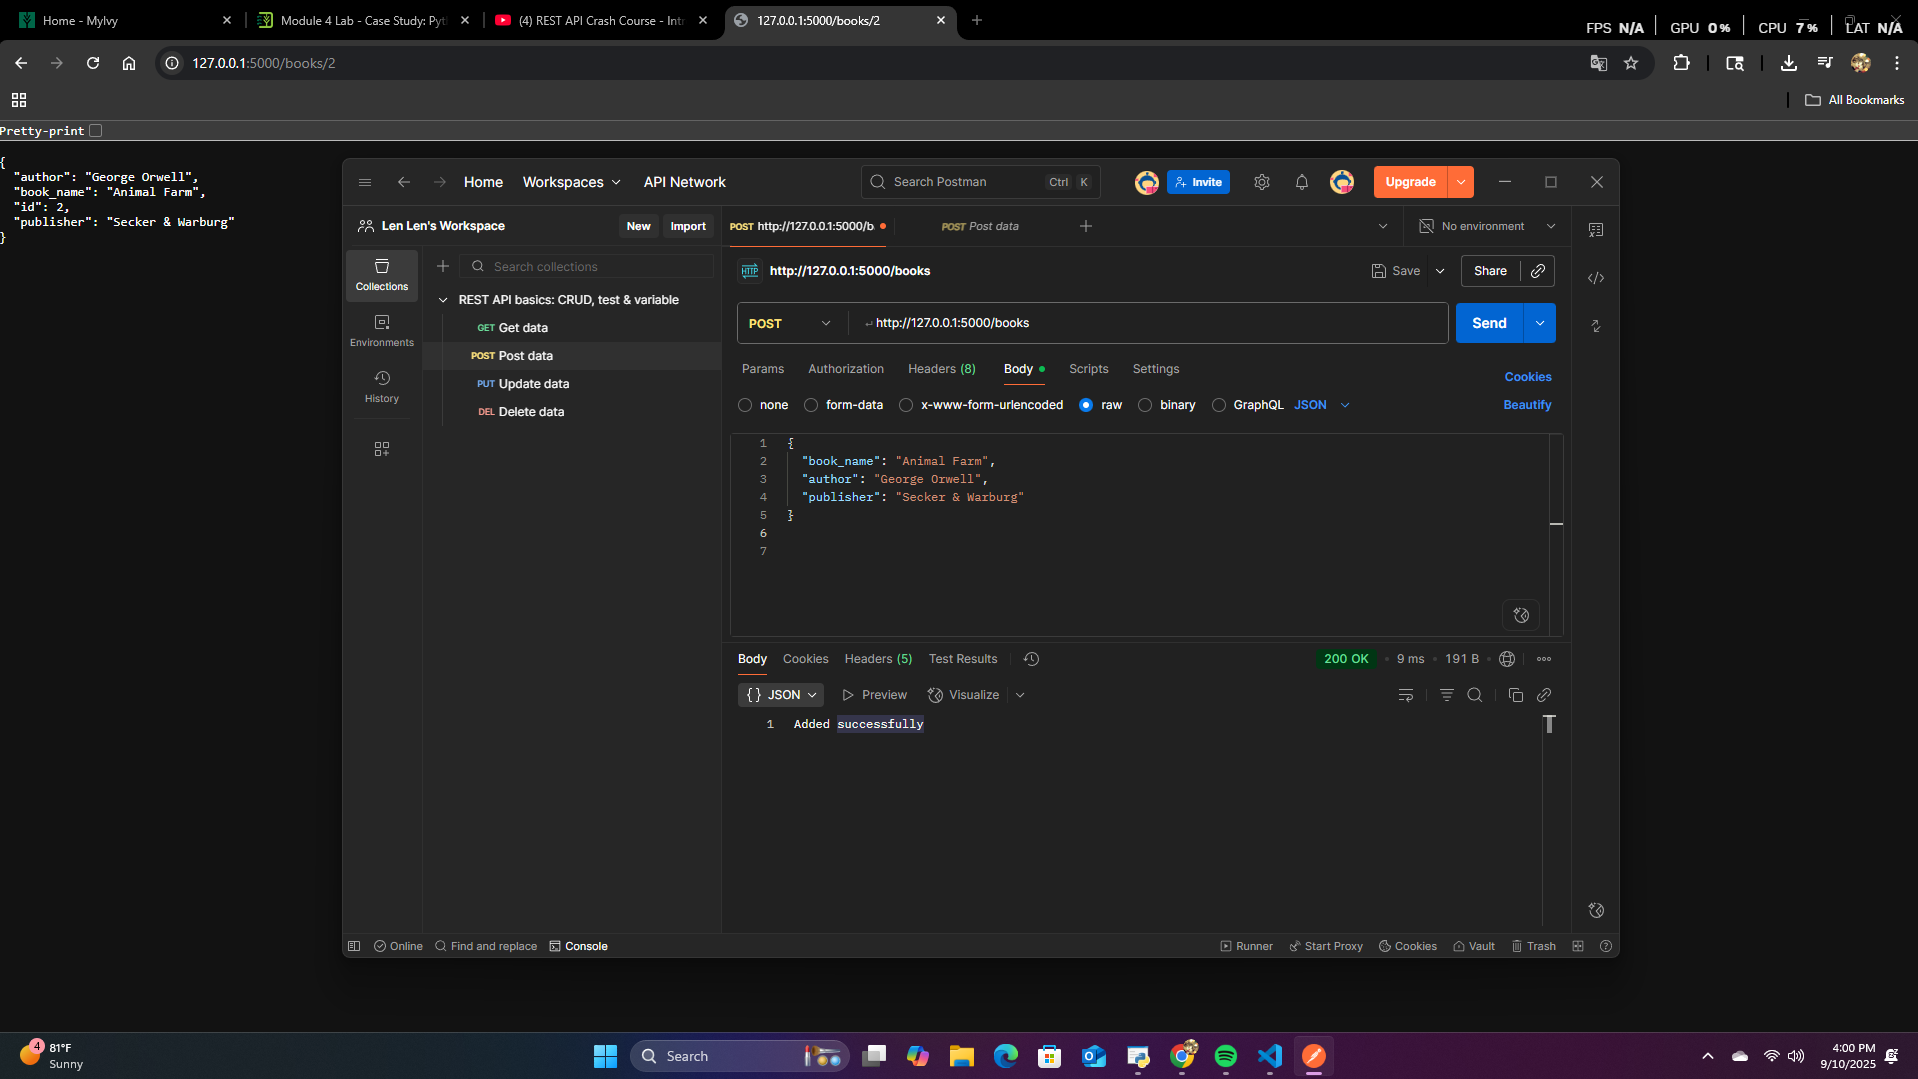 Home - MyIvy
Module 4 Lab - Case Study: Pyt
(4) REST API Crash Course - Intr
127.0.0.1:5000/books/2
FPS N/A GPU 0% CPU 7% LAT N/A
127.0.0.1:5000/books/2
All Bookmarks
Pretty-print
{
"author": "George Orwell",
"book_name": "Animal Farm",
"id": 2,
"publisher": "Secker & Warburg"
}
Home Workspaces API Network
Search Postman Ctrl K
Invite
Upgrade
Len Len's Workspace
New Import
POST http://127.0.0.1:5000/b
POST Post data
No environment
Collections
Environments
History
Search collections
REST API basics: CRUD, test & variable
GET Get data
POST Post data
PUT Update data
DEL Delete data
HTTP http://127.0.0.1:5000/books
Save Share
POST http://127.0.0.1:5000/books
Send
Params Authorization Headers (8) Body Scripts Settings
Cookies
none form-data x-www-form-urlencoded raw binary GraphQL JSON
Beautify
1 {
2 "book_name": "Animal Farm",
3 "author": "George Orwell",
4 "publisher": "Secker & Warburg"
5 }
6
7
Body Cookies Headers (5) Test Results
200 OK 9 ms 191 B
{} JSON Preview Visualize
1 Added successfully
Online Find and replace Console
Runner Start Proxy Cookies Vault Trash
4
81°F
Sunny
Search
4:00 PM
9/10/2025